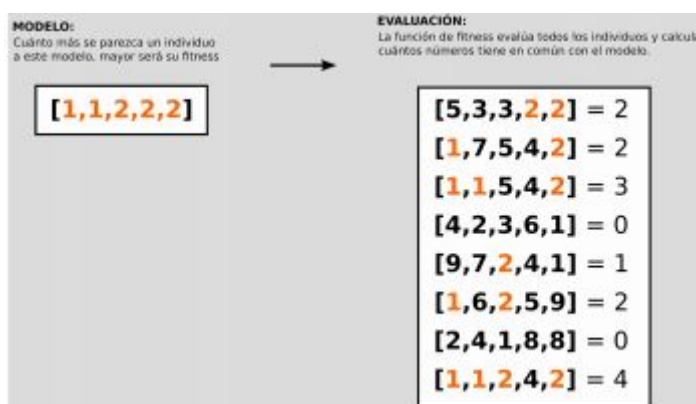 MODELO:
Cuánto más se parezca un individuo
a este modelo, mayor será su fitness
[1,1,2,2,2]
EVALUACIÓN:
La función de fitness evalúa todos los individuos y calcula
cuántos números tiene en común con el modelo.
[5,3,3,2,2] = 2
[1,7,5,4,2] = 2
[1,1,5,4,2] = 3
[4,2,3,6,1] = 0
[9,7,2,4,1] = 1
[1,6,2,5,9] = 2
[2,4,1,8,8] = 0
[1,1,2,4,2] = 4